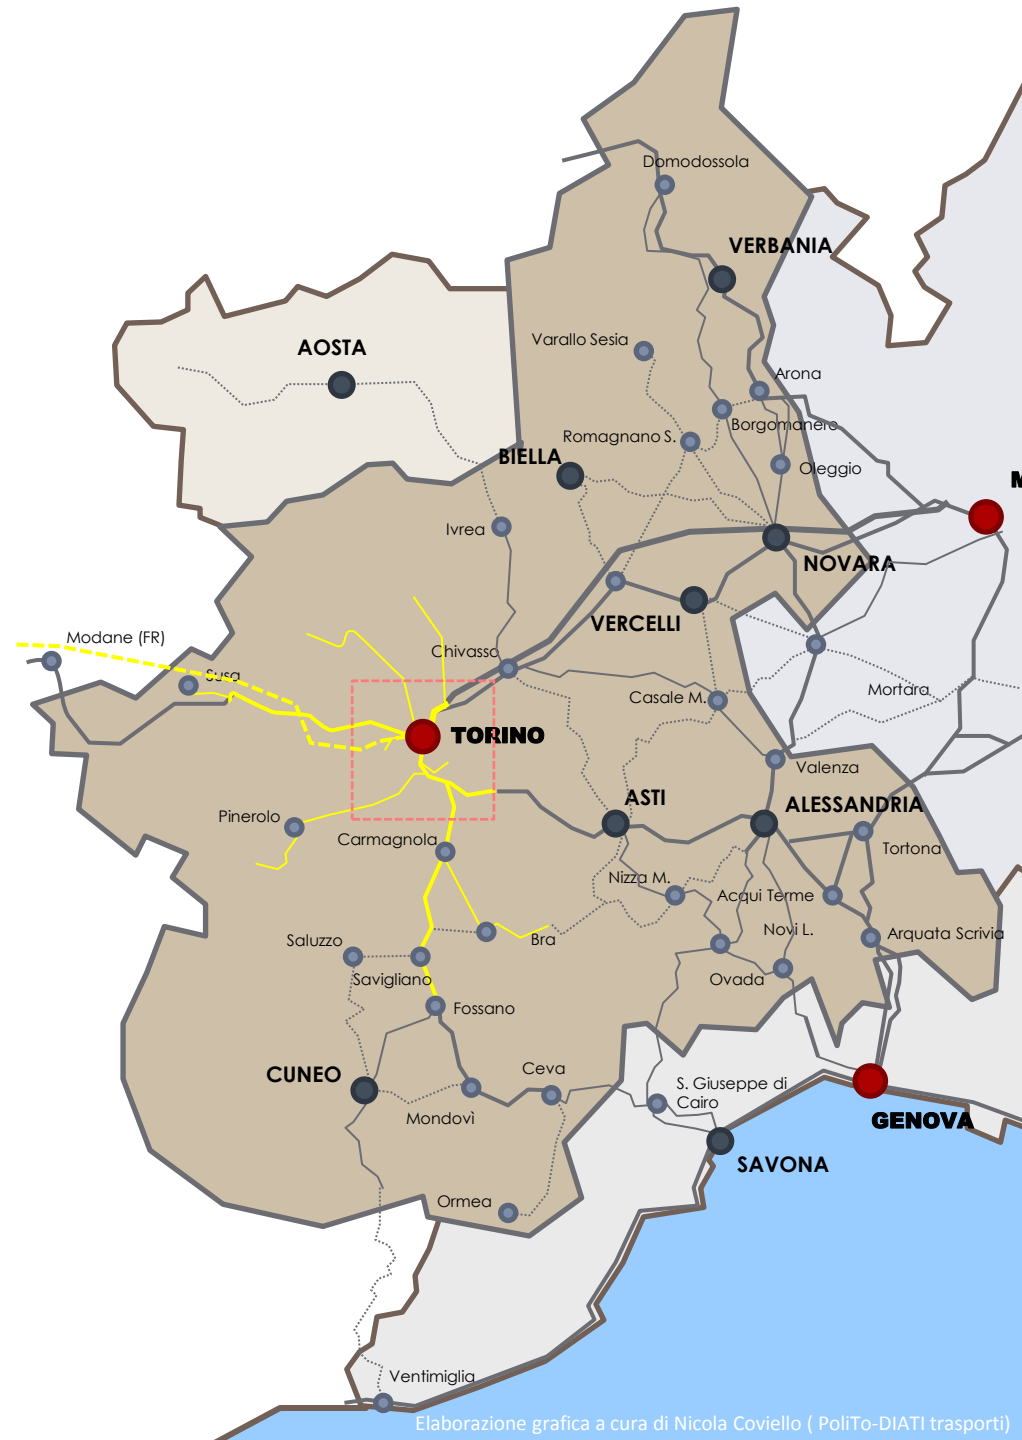 Domodossola
VERBANIA
AOSTA
Varallo Sesia
Arona
Borgomanero
Romagnano S.
BIELLA
Oleggio
M
Ivrea
NOVARA
VERCELLI
Modane (FR)
Chivasso
Susa
Casale M.
Mortara
TORINO
Valenza
ASTI
ALESSANDRIA
Pinerolo
Carmagnola
Tortona
Nizza M.
Acqui Terme
Novi L.
Arquata Scrivia
Saluzzo
Bra
Savigliano
Ovada
Fossano
CUNEO
Ceva
S. Giuseppe di
Cairo
Mondovì
GENOVA
SAVONA
Ormea
Ventimiglia
Elaborazione grafica a cura di Nicola Coviello ( PoliTo-DIATI trasporti)